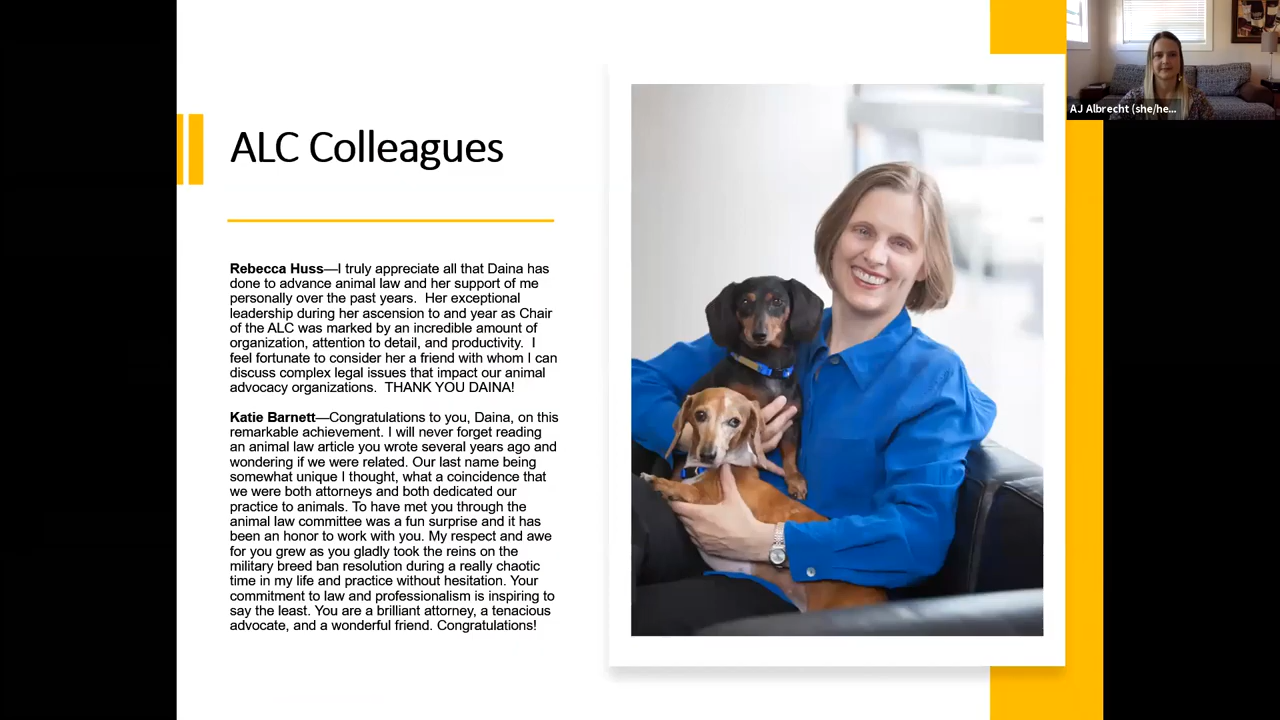 ALC Colleagues
Rebecca Huss—I truly appreciate all that Daina has
done to advance animal law and her support of me
personally over the past years.  Her exceptional
leadership during her ascension to and year as Chair
of the ALC was marked by an incredible amount of
organization, attention to detail, and productivity.  I
feel fortunate to consider her a friend with whom I can
discuss complex legal issues that impact our animal
advocacy organizations.  THANK YOU DAINA!
Katie Barnett—Congratulations to you, Daina, on this
remarkable achievement. I will never forget reading
an animal law article you wrote several years ago and
wondering if we were related. Our last name being
somewhat unique I thought, what a coincidence that
we were both attorneys and both dedicated our
practice to animals. To have met you through the
animal law committee was a fun surprise and it has
been an honor to work with you. My respect and awe
for you grew as you gladly took the reins on the
military breed ban resolution during a really chaotic
time in my life and practice without hesitation. Your
commitment to law and professionalism is inspiring to
say the least. You are a brilliant attorney, a tenacious
advocate, and a wonderful friend. Congratulations!
AJ Albrecht (she/he...